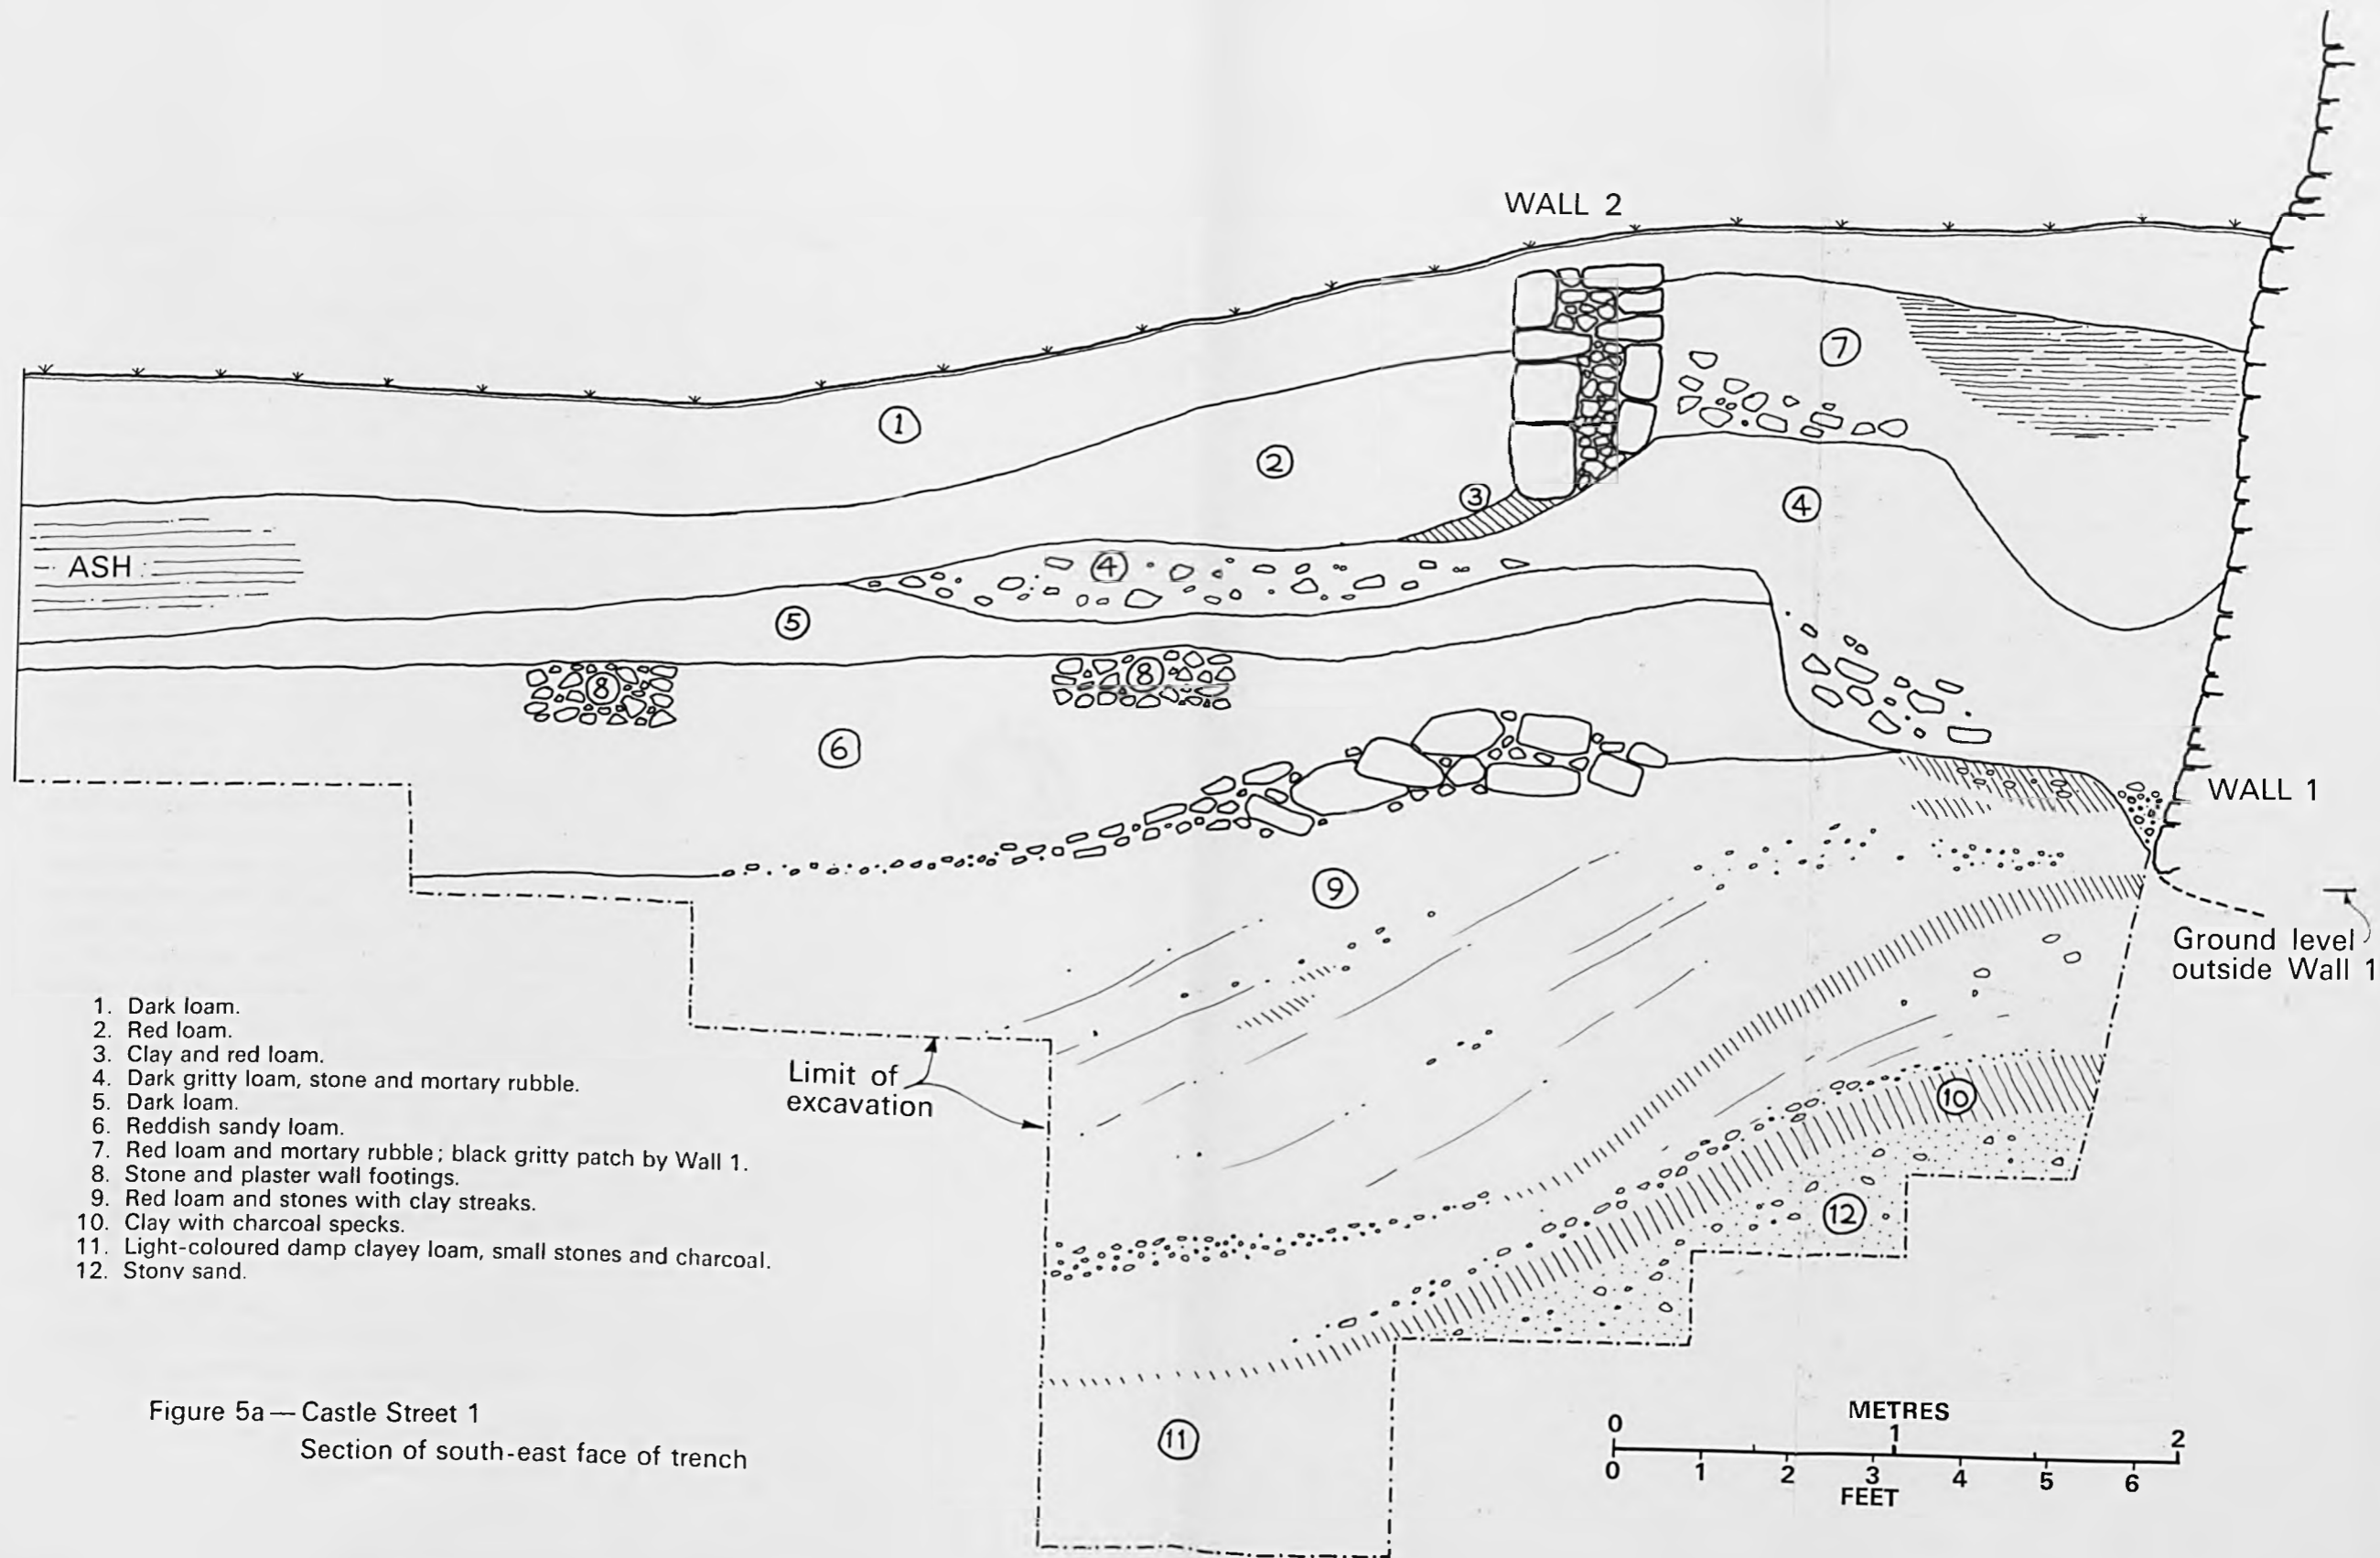 WALL 2
1
7
2
3
4
ASH
4
5
8
8
6
WALL 1
9
Ground level
outside Wall 1
1. Dark loam.
2. Red loam.
3. Clay and red loam.
4. Dark gritty loam, stone and mortary rubble.
5. Dark loam.
6. Reddish sandy loam.
7. Red loam and mortary rubble; black gritty patch by Wall 1.
8. Stone and plaster wall footings.
9. Red loam and stones with clay streaks.
10. Clay with charcoal specks.
11. Light-coloured damp clayey loam, small stones and charcoal.
12. Stony sand.
Limit of
excavation
10
12
11
Figure 5a — Castle Street 1
Section of south-east face of trench
METRES
0 1 2
0 1 2 3 4 5 6
FEET